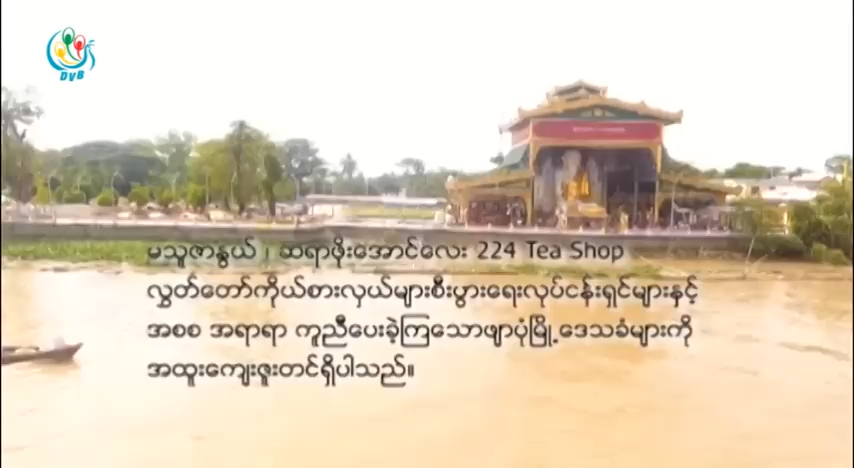 DVB
မသူဇာနွယ် ၊ ဆရာဖိုးအောင်လေး 224 Tea Shop
လွှတ်တော်ကိုယ်စားလှယ်များစီးပွားရေးလုပ်ငန်းရှင်များနှင့်
အစစ အရာရာ ကူညီပေးခဲ့ကြသောဖျာပုံမြို့ဒေသခံများကို
အထူးကျေးဇူးတင်ရှိပါသည်။